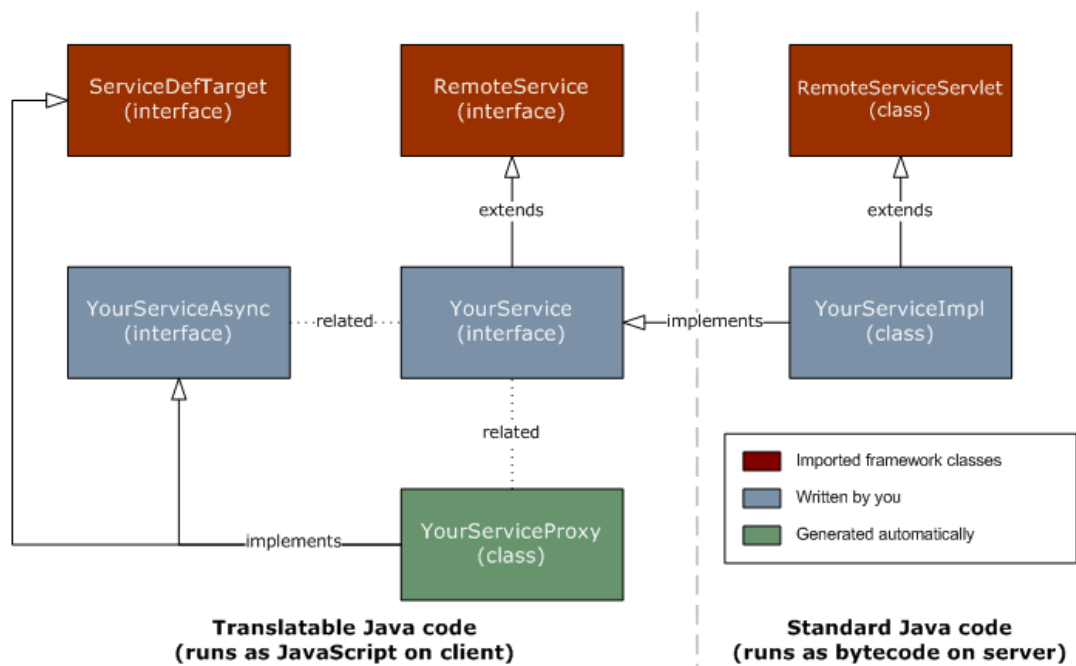 ServiceDefTarget
(interface)
RemoteService
(interface)
RemoteServiceServlet
(class)
extends
extends
YourServiceAsync
(interface)
related
YourService
(interface)
implements
YourServiceImpl
(class)
related
Imported framework classes
Written by you
Generated automatically
implements
YourServiceProxy
(class)
Translatable Java code
(runs as JavaScript on client)
Standard Java code
(runs as bytecode on server)